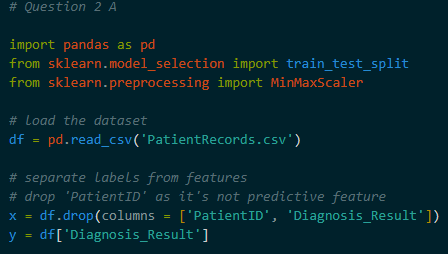 # Question 2 A
import pandas as pd
from sklearn.model_selection import train_test_split
from sklearn.preprocessing import MinMaxScaler
# load the dataset
df = pd.read_csv('PatientRecords.csv')
# separate labels from features
# drop 'PatientID' as it's not predictive feature
x = df.drop(columns = ['PatientID', 'Diagnosis_Result'])
y = df['Diagnosis_Result']